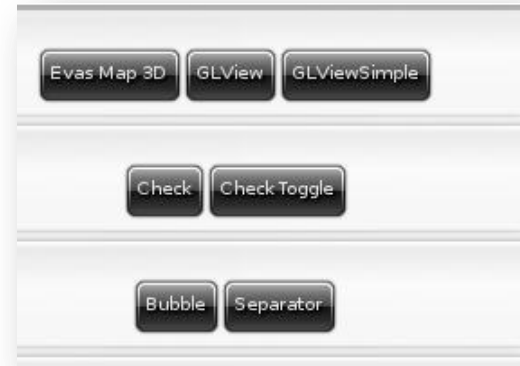 Evas Map 3D GLView GLViewSimple
Check Check Toggle
Bubble Separator